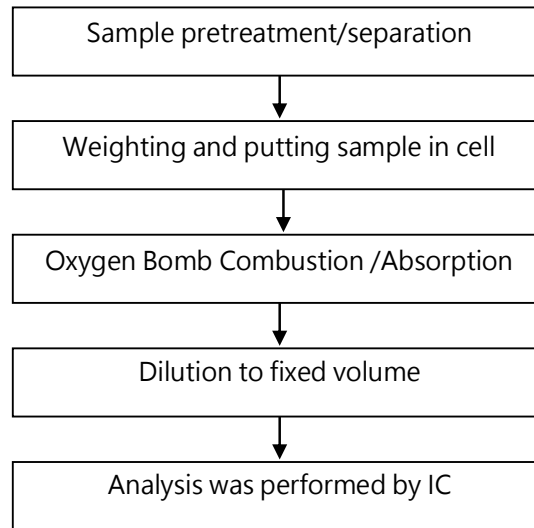 Sample pretreatment/separation
Weighting and putting sample in cell
Oxygen Bomb Combustion /Absorption
Dilution to fixed volume
Analysis was performed by IC